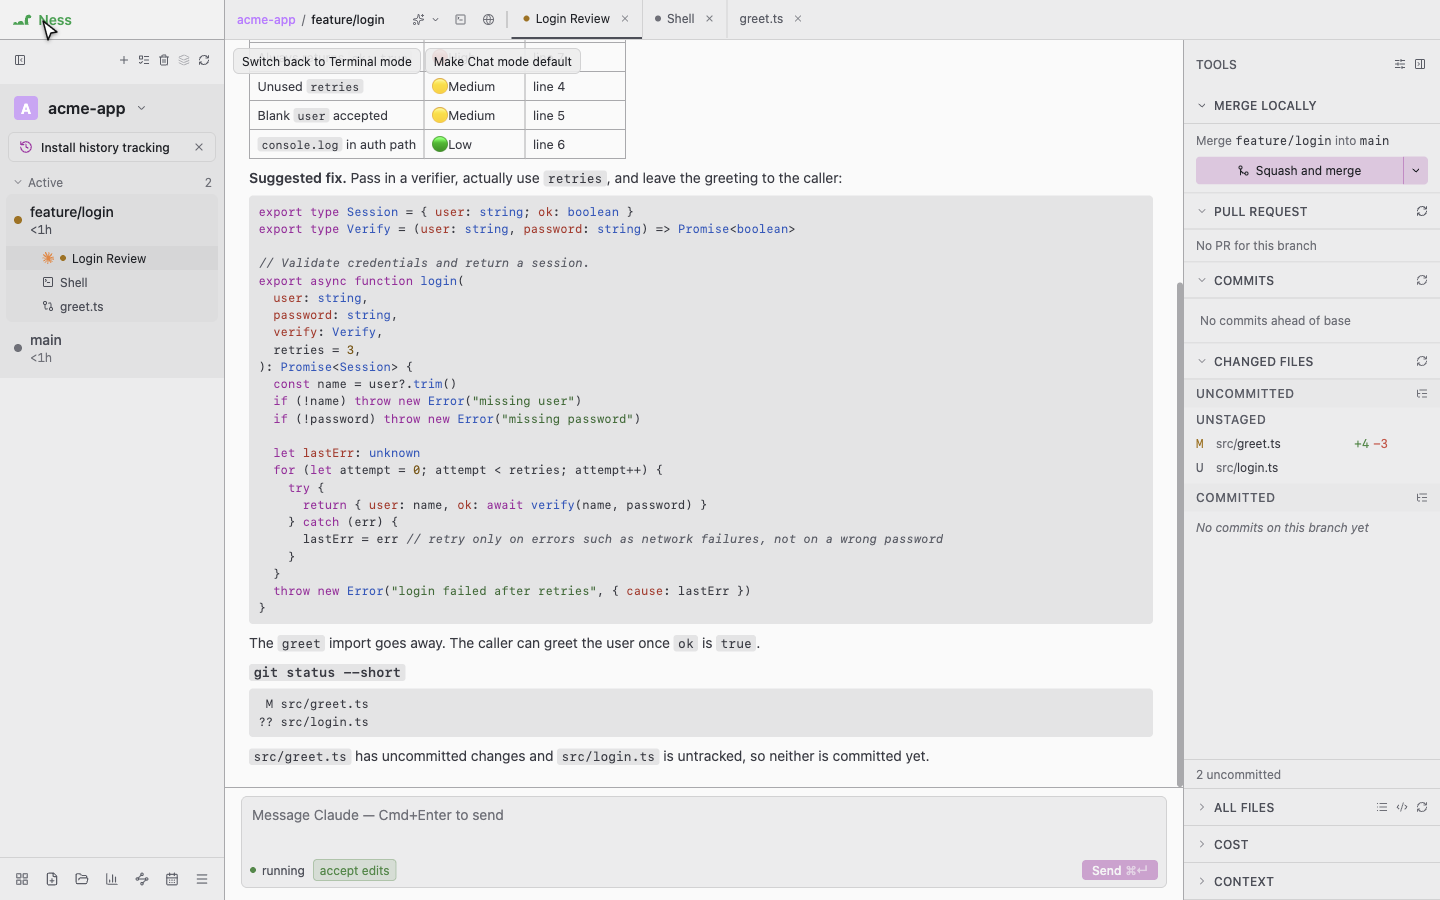 Ness
acme-app / feature/login
Login Review
Shell
greet.ts
A acme-app
Install history tracking
Active 2
feature/login
<1h
Login Review
Shell
greet.ts
main
<1h
Switch back to Terminal mode
Make Chat mode default
Unused retries Medium line 4
Blank user accepted Medium line 5
console.log in auth path Low line 6
Suggested fix. Pass in a verifier, actually use retries, and leave the greeting to the caller:
export type Session = { user: string; ok: boolean }
export type Verify = (user: string, password: string) => Promise<boolean>
// Validate credentials and return a session.
export async function login(
  user: string,
  password: string,
  verify: Verify,
  retries = 3,
): Promise<Session> {
  const name = user?.trim()
  if (!name) throw new Error("missing user")
  if (!password) throw new Error("missing password")
  let lastErr: unknown
  for (let attempt = 0; attempt < retries; attempt++) {
    try {
      return { user: name, ok: await verify(name, password) }
    } catch (err) {
      lastErr = err // retry only on errors such as network failures, not on a wrong password
    }
  }
  throw new Error("login failed after retries", { cause: lastErr })
}
The greet import goes away. The caller can greet the user once ok is true.
git status --short
 M src/greet.ts
?? src/login.ts
src/greet.ts has uncommitted changes and src/login.ts is untracked, so neither is committed yet.
Message Claude — Cmd+Enter to send
running
accept edits
Send ⌘↵
TOOLS
MERGE LOCALLY
Merge feature/login into main
Squash and merge
PULL REQUEST
No PR for this branch
COMMITS
No commits ahead of base
CHANGED FILES
UNCOMMITTED
UNSTAGED
M src/greet.ts +4 −3
U src/login.ts
COMMITTED
No commits on this branch yet
2 uncommitted
ALL FILES
COST
CONTEXT